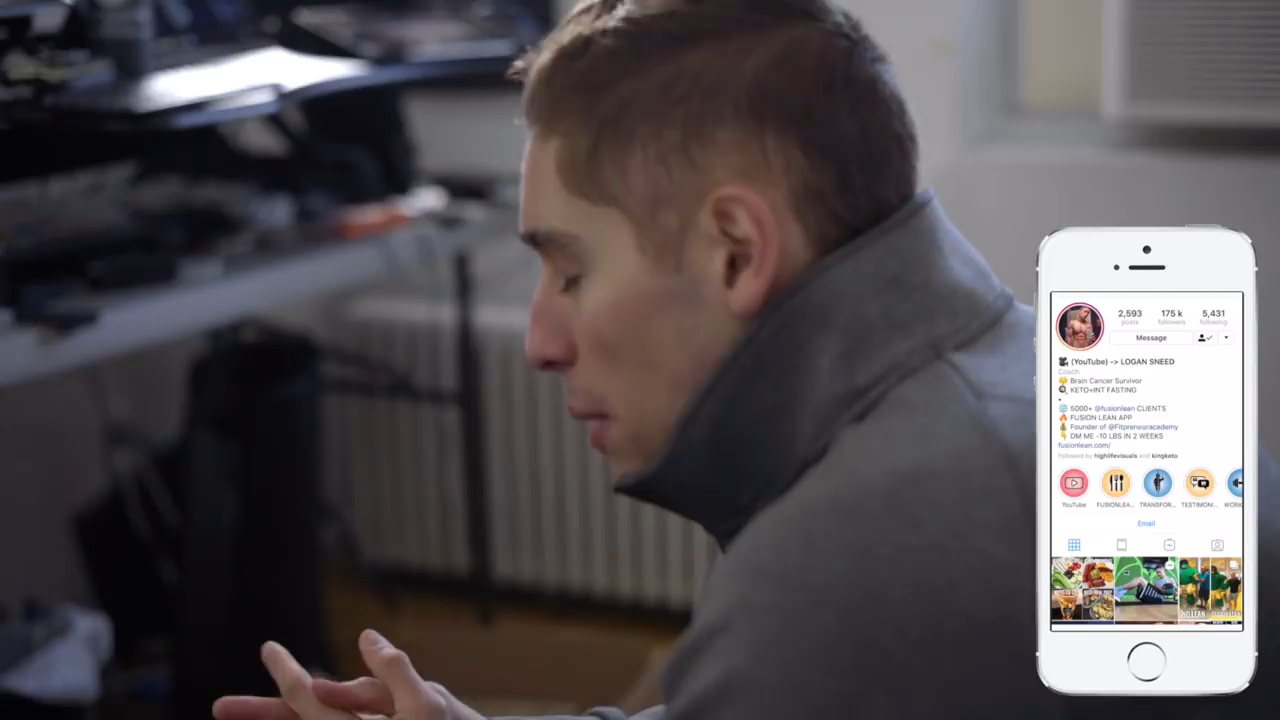 2,593 175 k 5,431
posts followers following
Message
(YouTube) -> LOGAN SNEED
Coach
Brain Cancer Survivor
KETO+INT FASTING
5000+ @fusionlean CLIENTS
FUSION LEAN APP
Founder of @Fitpreneuracademy
DM ME -10 LBS IN 2 WEEKS
fusionlean.com/
Followed by highlifevisuals and kingketo
YouTube FUSIONLEA... TRANSFOR... TESTIMONI... WORK
Email